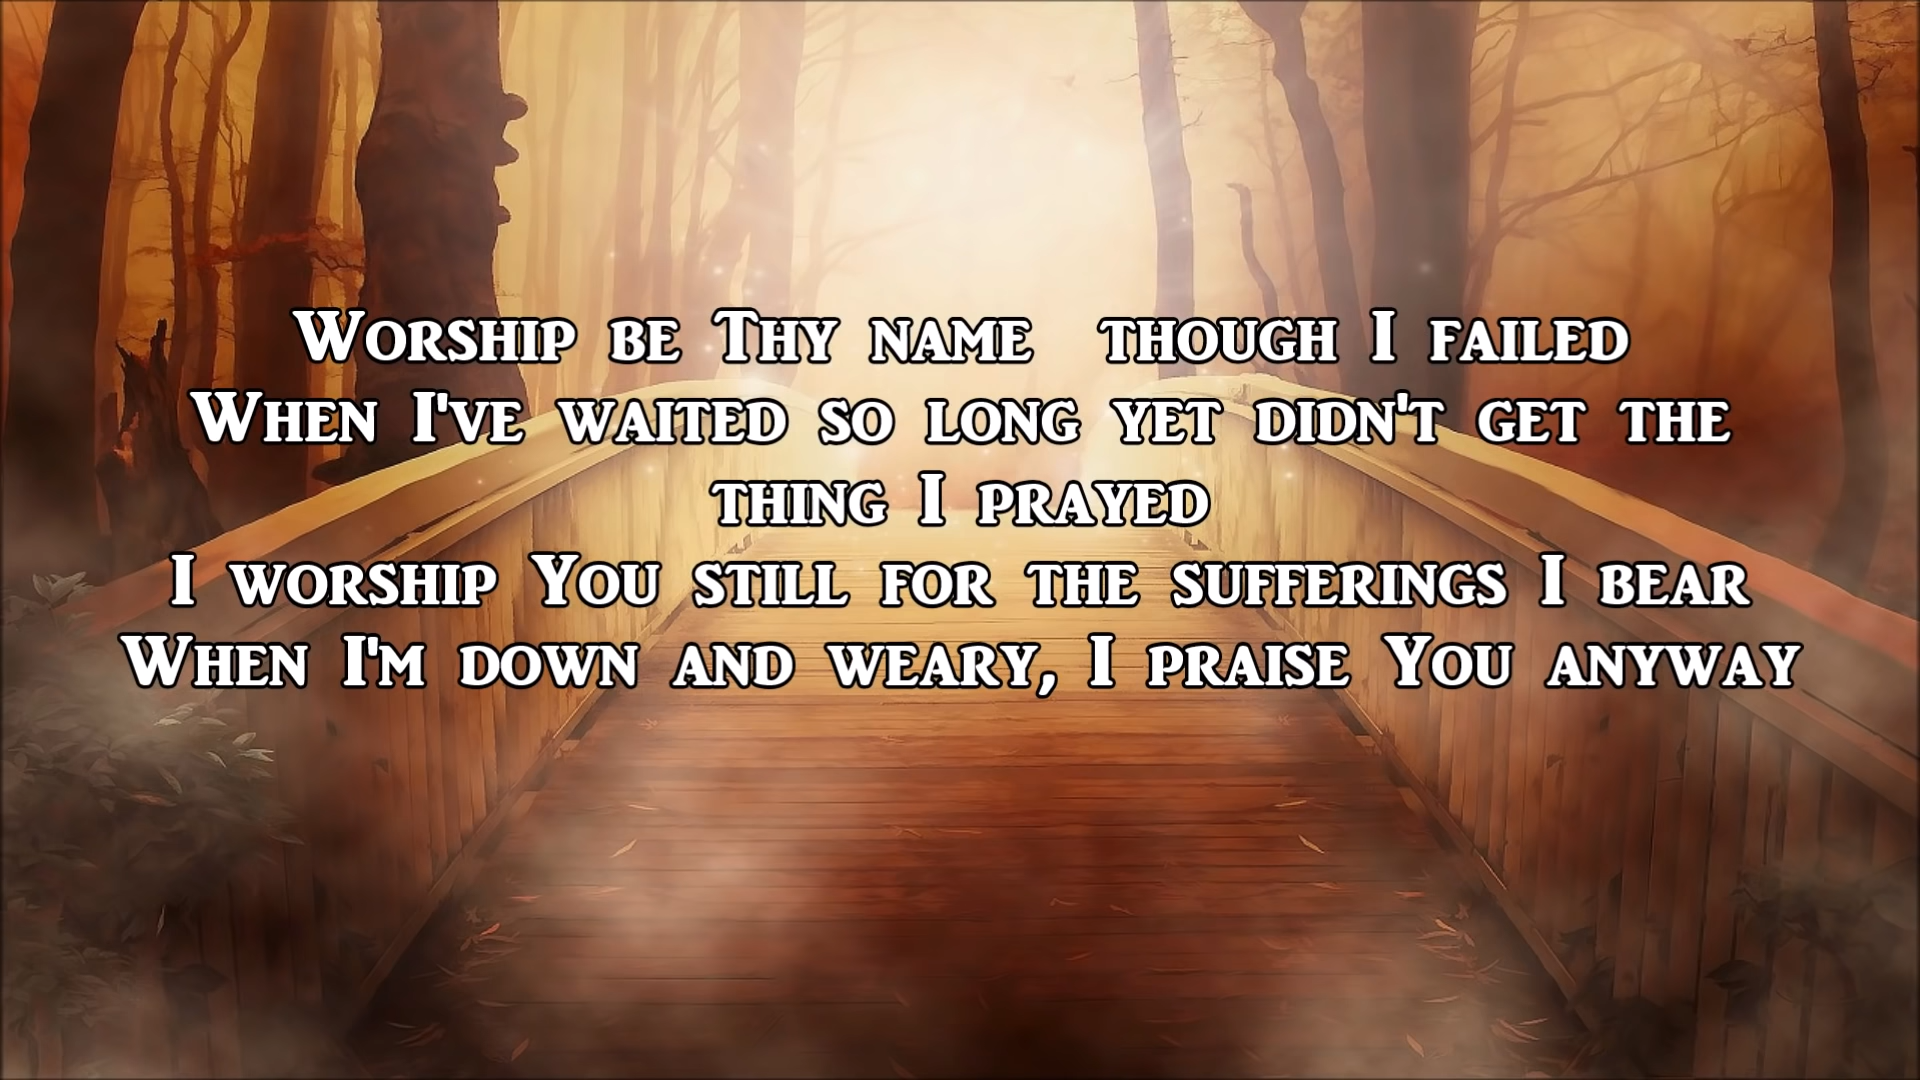 Worship be Thy name  though I failed
When I've waited so long yet didn't get the
thing I prayed
I worship You still for the sufferings I bear
When I'm down and weary, I praise You anyway